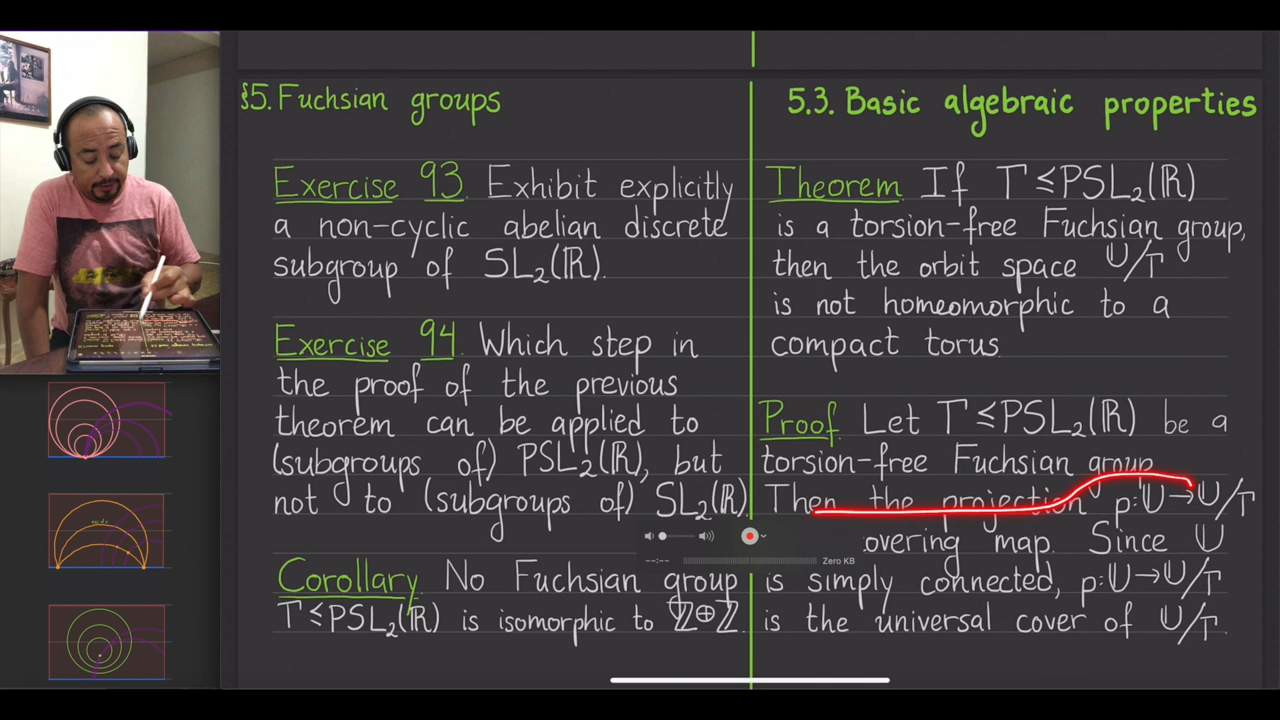 §5. Fuchsian groups
Exercise 93. Exhibit explicitly
a non-cyclic abelian discrete
subgroup of SL₂(ℝ).
Exercise 94. Which step in
the proof of the previous
theorem can be applied to
(subgroups of) PSL₂(ℝ), but
not to (subgroups of) SL₂(ℝ).
Corollary. No Fuchsian group
Γ≤PSL₂(ℝ) is isomorphic to ℤ⊕ℤ.
5.3. Basic algebraic properties
Theorem. If Γ≤PSL₂(ℝ)
is a torsion-free Fuchsian group,
then the orbit space 𝕌/Γ
is not homeomorphic to a
compact torus.
Proof. Let Γ≤PSL₂(ℝ) be a
torsion-free Fuchsian group.
Then the projection p:𝕌→𝕌/Γ
overing map. Since 𝕌
is simply connected, p:𝕌→𝕌/Γ
is the universal cover of 𝕌/Γ.
--:--
Zero KB